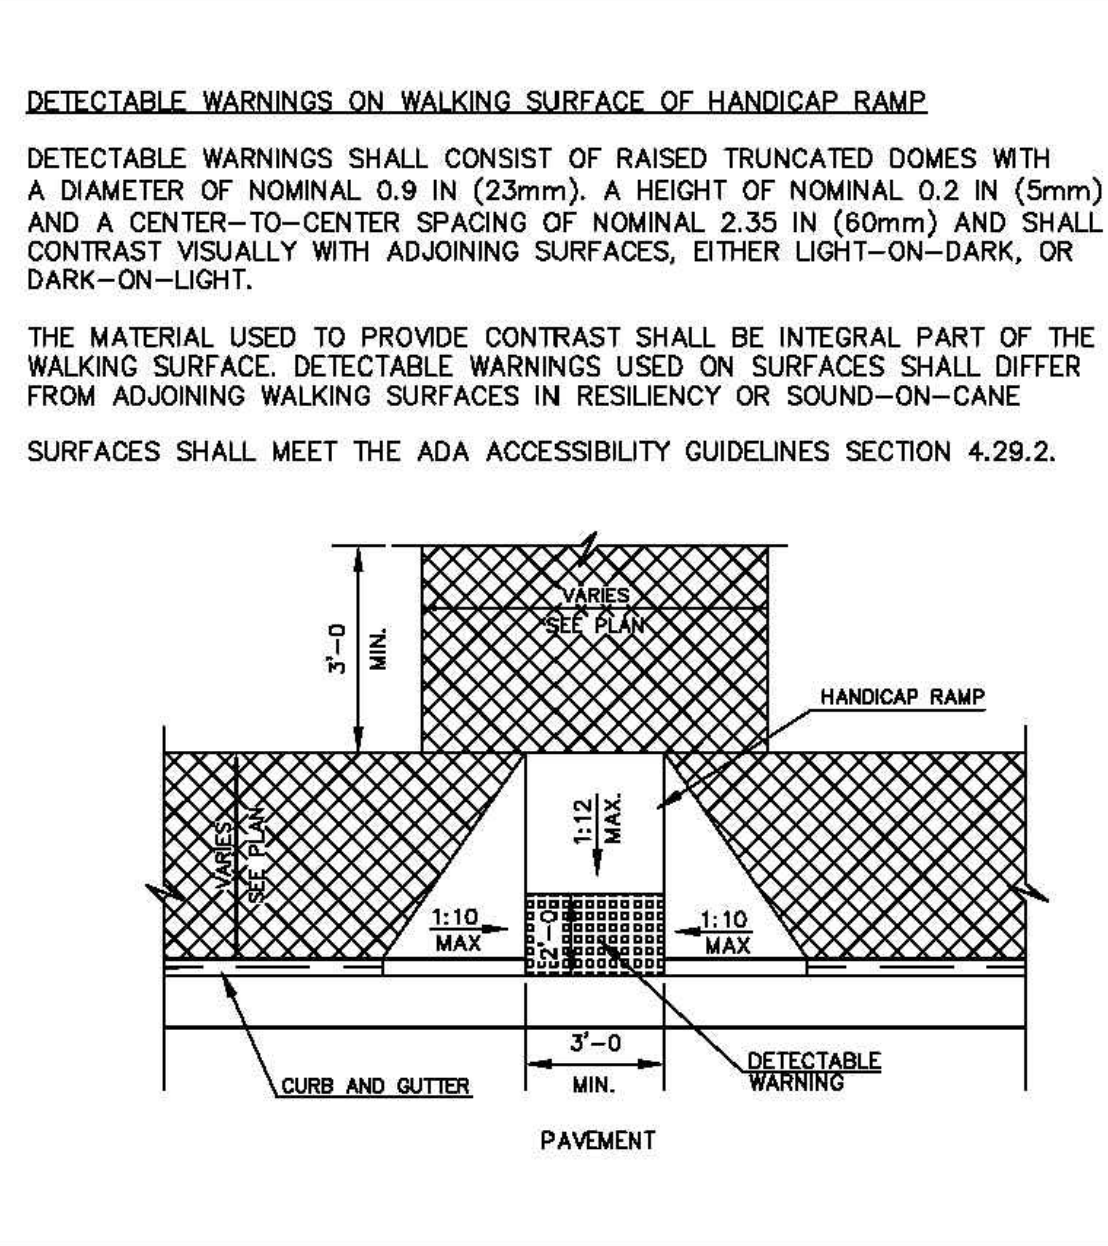 DETECTABLE WARNINGS ON WALKING SURFACE OF HANDICAP RAMP
DETECTABLE WARNINGS SHALL CONSIST OF RAISED TRUNCATED DOMES WITH
A DIAMETER OF NOMINAL 0.9 IN (23mm). A HEIGHT OF NOMINAL 0.2 IN (5mm)
AND A CENTER-TO-CENTER SPACING OF NOMINAL 2.35 IN (60mm) AND SHALL
CONTRAST VISUALLY WITH ADJOINING SURFACES, EITHER LIGHT-ON-DARK, OR
DARK-ON-LIGHT.
THE MATERIAL USED TO PROVIDE CONTRAST SHALL BE INTEGRAL PART OF THE
WALKING SURFACE. DETECTABLE WARNINGS USED ON SURFACES SHALL DIFFER
FROM ADJOINING WALKING SURFACES IN RESILIENCY OR SOUND-ON-CANE
SURFACES SHALL MEET THE ADA ACCESSIBILITY GUIDELINES SECTION 4.29.2.
VARIES
SEE PLAN
3'-0
MIN.
HANDICAP RAMP
VARIES
SEE PLAN
1:12
MAX.
1:10
MAX
2'-0
1:10
MAX
3'-0
MIN.
DETECTABLE
WARNING
CURB AND GUTTER
PAVEMENT